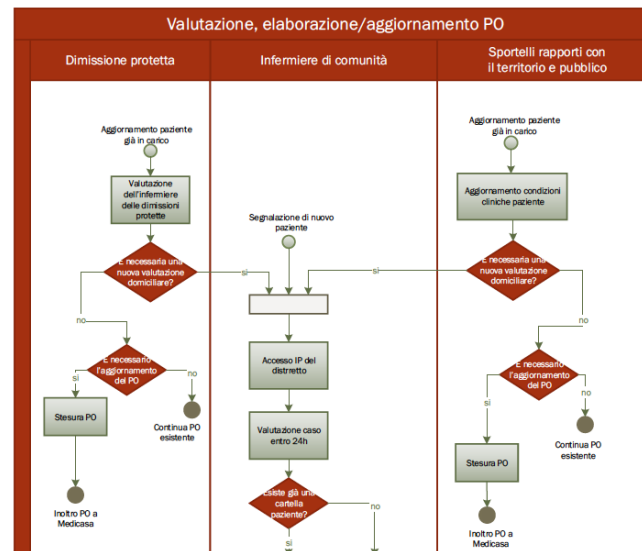 Valutazione, elaborazione/aggiornamento PO
Dimissione protetta
Infermiere di comunità
Sportelli rapporti con
il territorio e pubblico
Aggiornamento paziente
già in carico
Valutazione
dell'infermiere
delle dimissioni
protette
È necessaria una
nuova valutazione
domiciliare?
si
no
È necessario
l'aggiornamento
del PO
si
no
Stesura PO
Continua PO
esistente
Inoltro PO a
Medicasa
Segnalazione di nuovo
paziente
Accesso IP del
distrretto
Valutazione caso
entro 24h
Esiste già una
cartella
paziente?
no
si
Aggiornamento paziente
già in carico
Aggiornamento condizioni
cliniche paziente
È necessaria una
nuova valutazione
domiciliare?
si
no
È necessario
l'aggiornamento
del PO
si
no
Continua PO
esistente
Stesura PO
Inoltro PO a
Medicasa